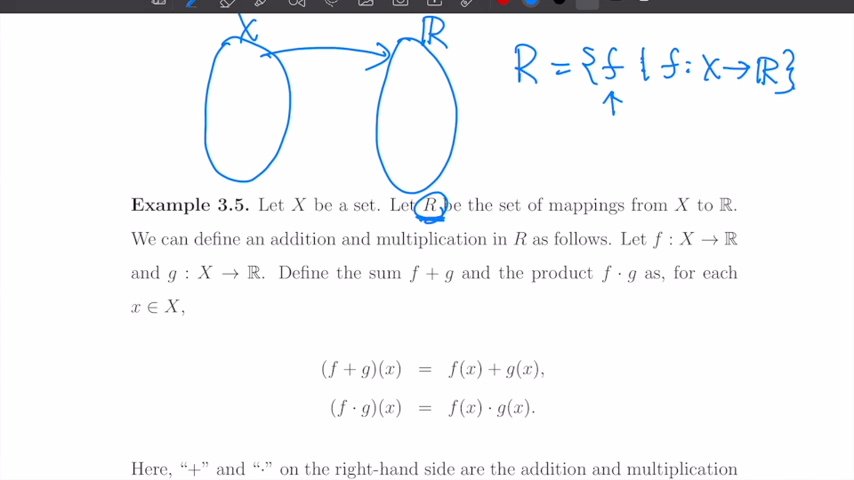 X ℝ
R = {f | f : X → ℝ}
Example 3.5. Let X be a set. Let R be the set of mappings from X to ℝ.
We can define an addition and multiplication in R as follows. Let f : X → ℝ
and g : X → ℝ. Define the sum f + g and the product f · g as, for each
x ∈ X,
(f + g)(x) = f(x) + g(x),
(f · g)(x) = f(x) · g(x).
Here, “+” and “·” on the right-hand side are the addition and multiplication